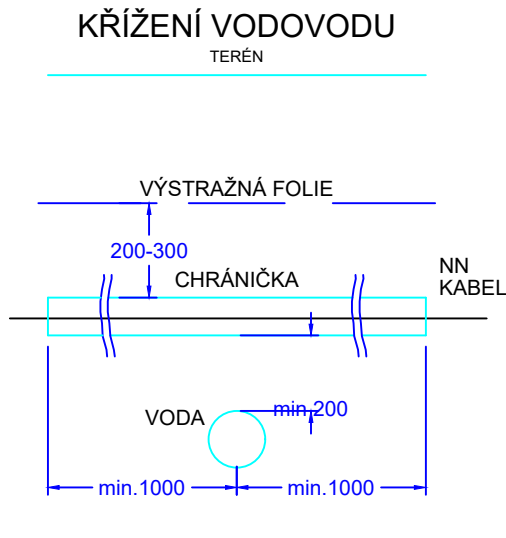 KŘÍŽENÍ VODOVODU
TERÉN
VÝSTRAŽNÁ FOLIE
200-300
CHRÁNIČKA
NN
KABEL
VODA
min.200
min.1000
min.1000